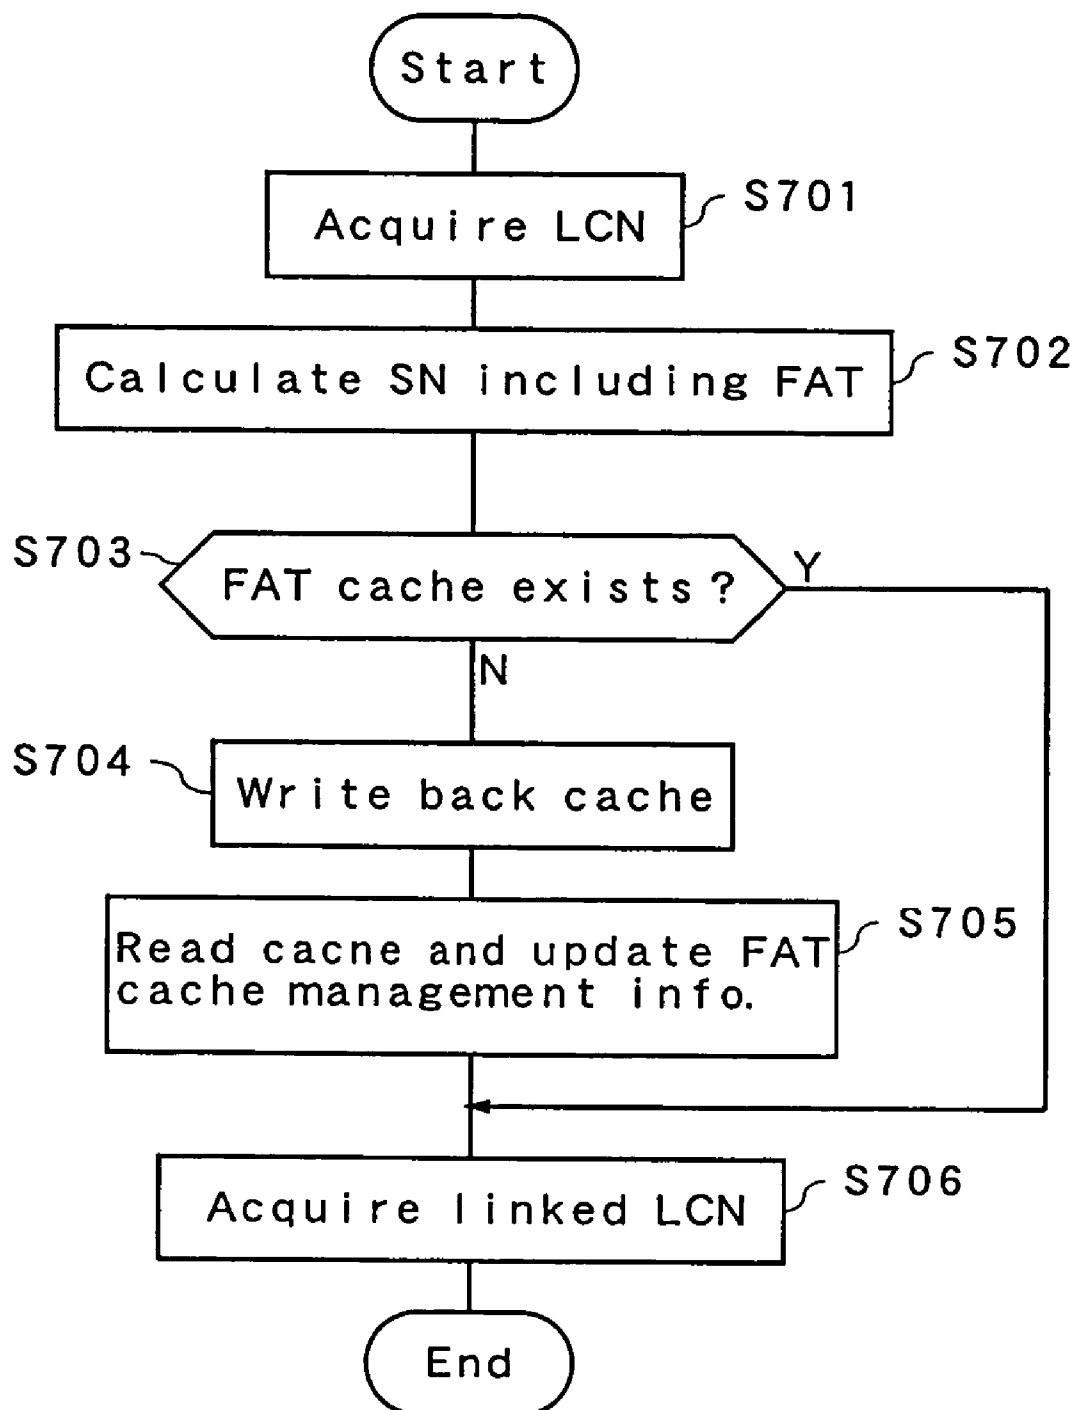 Start
S701
Acquire LCN
S702
Calculate SN including FAT
S703
FAT cache exists?
Y
N
S704
Write back cache
S705
Read cacne and update FAT
cache management info.
S706
Acquire linked LCN
End